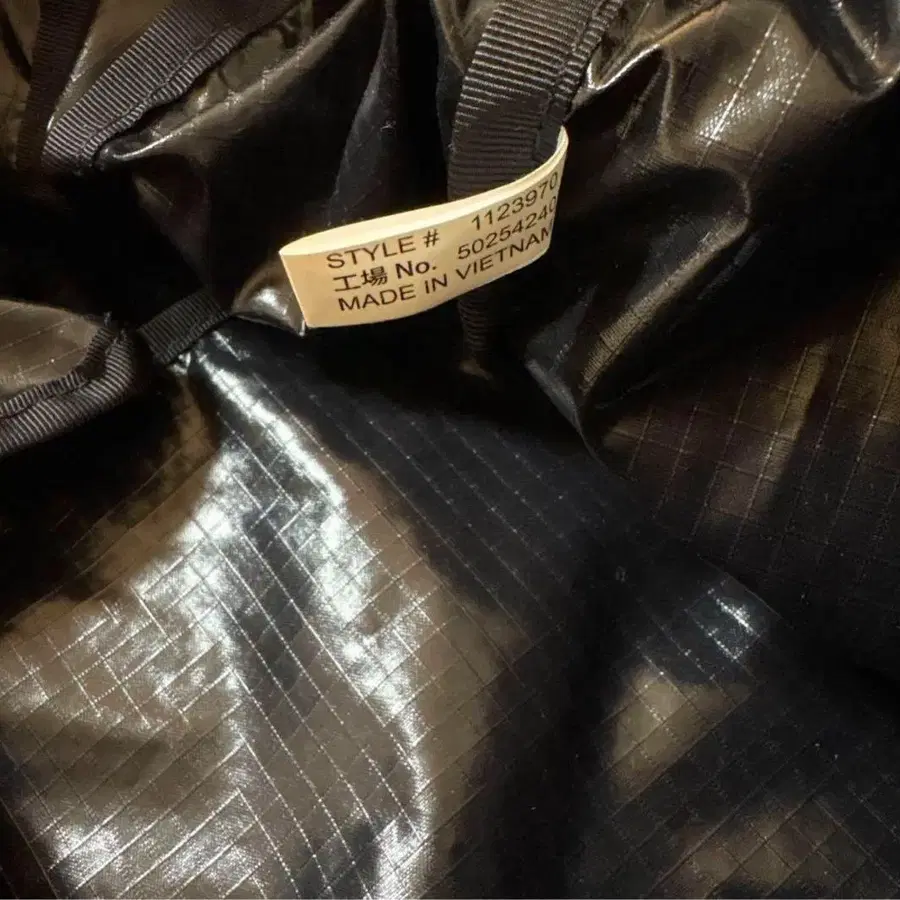 STYLE # 1123970
工場 No. 50254240
MADE IN VIETNAM